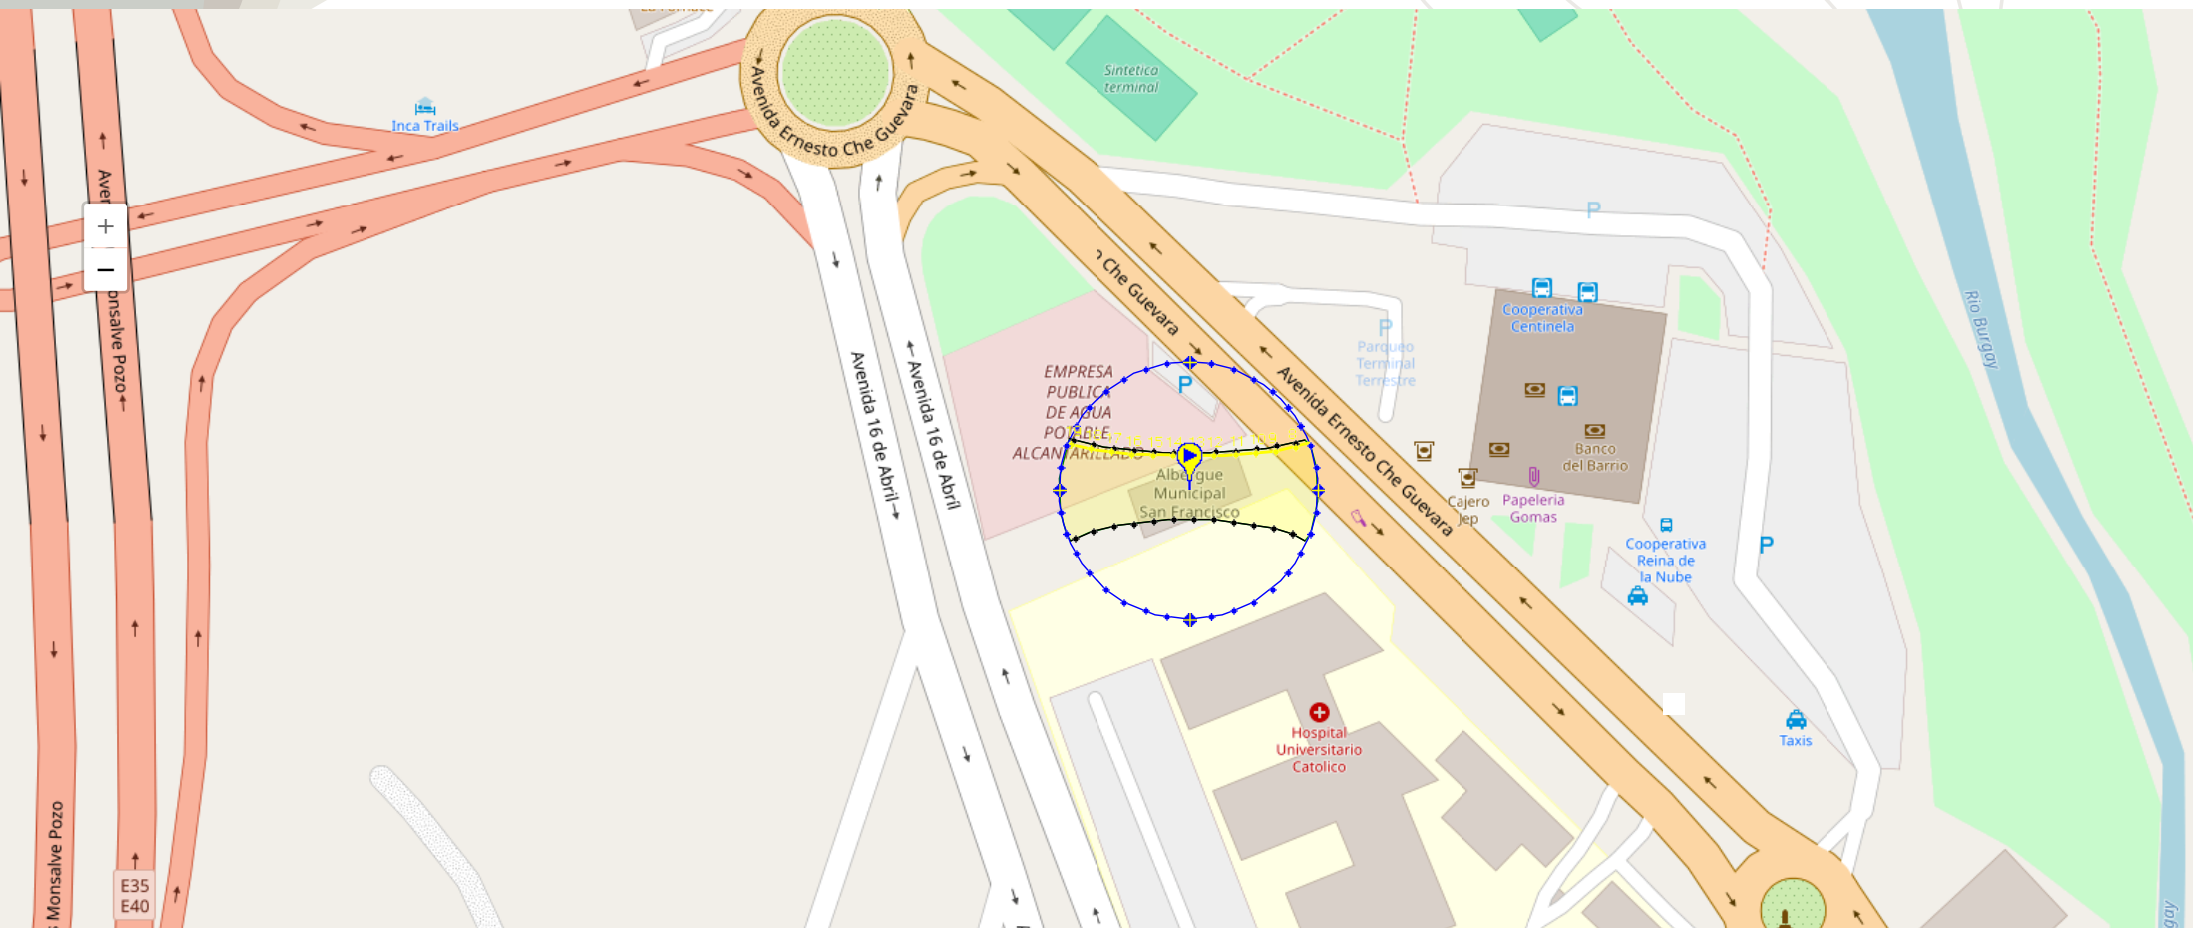 Inca Trails
Avenida Ernesto Che Guevara
Sintetica
terminal
P
Cooperativa
Centinela
Rio Burgay
+
−
onsalve Pozo
o Che Guevara
Parqueo
Terminal
Terrestre
P
EMPRESA
PUBLICA
DE AGUA
POTABLE,
ALCANTARILLADO
P
Avenida 16 de Abril
Avenida 16 de Abril
Avenida Ernesto Che Guevara
Albergue
Municipal
San Francisco
Banco
del Barrio
Cajero
Jep
Papeleria
Gomas
Cooperativa
Reina de
la Nube
P
Hospital
Universitario
Catolico
Taxis
Monsalve Pozo
E35
E40
gay